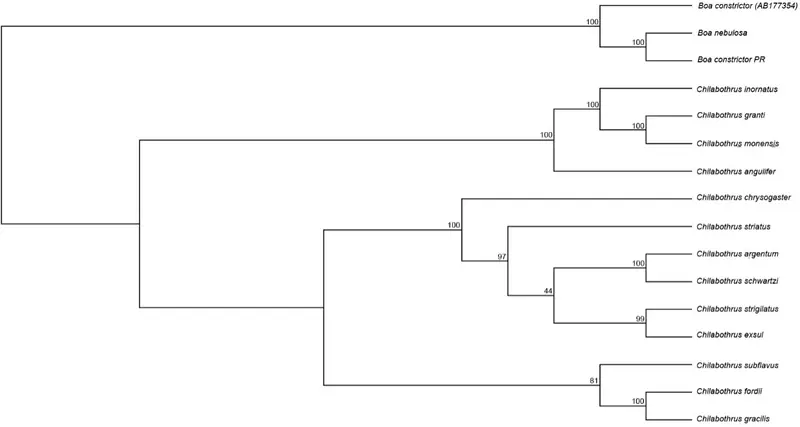 Boa constrictor (AB177354)
100
Boa nebulosa
100
Boa constrictor PR
Chilabothrus inornatus
100
Chilabothrus granti
100
100
Chilabothrus monensis
Chilabothrus angulifer
Chilabothrus chrysogaster
100
Chilabothrus striatus
97
Chilabothrus argentum
100
Chilabothrus schwartzi
44
Chilabothrus strigilatus
99
Chilabothrus exsul
Chilabothrus subflavus
81
Chilabothrus fordii
100
Chilabothrus gracilis